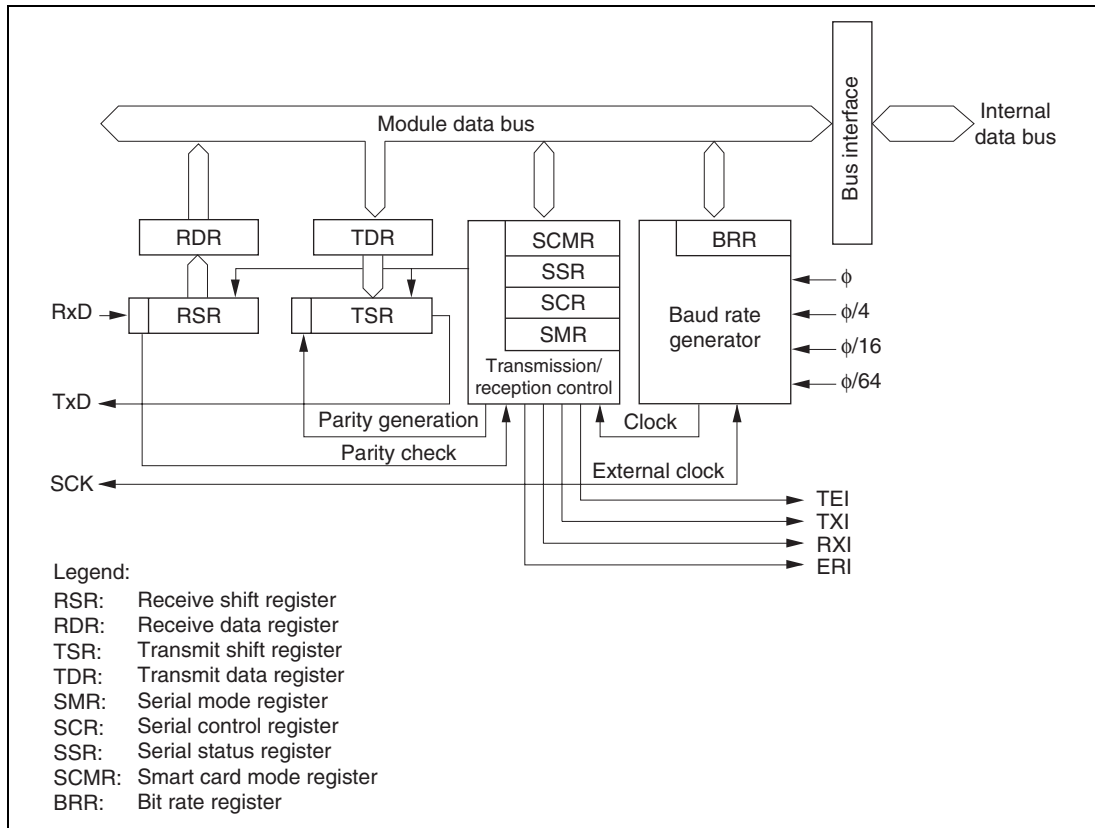 Module data bus
Bus interface
Internal
data bus
RDR
TDR
SCMR
SSR
SCR
SMR
Transmission/
reception control
BRR
Baud rate
generator
ϕ
ϕ/4
ϕ/16
ϕ/64
RxD
RSR
TSR
TxD
Parity generation
Parity check
Clock
External clock
SCK
TEI
TXI
RXI
ERI
Legend:
RSR: Receive shift register
RDR: Receive data register
TSR: Transmit shift register
TDR: Transmit data register
SMR: Serial mode register
SCR: Serial control register
SSR: Serial status register
SCMR: Smart card mode register
BRR: Bit rate register